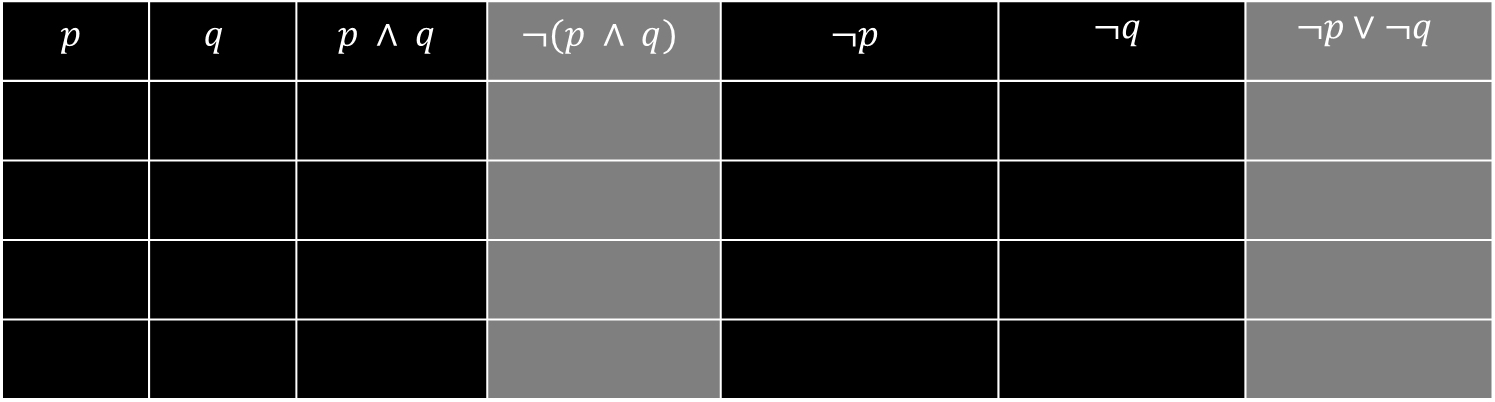 p q p ∧ q ¬(p ∧ q) ¬p ¬q ¬p ∨ ¬q